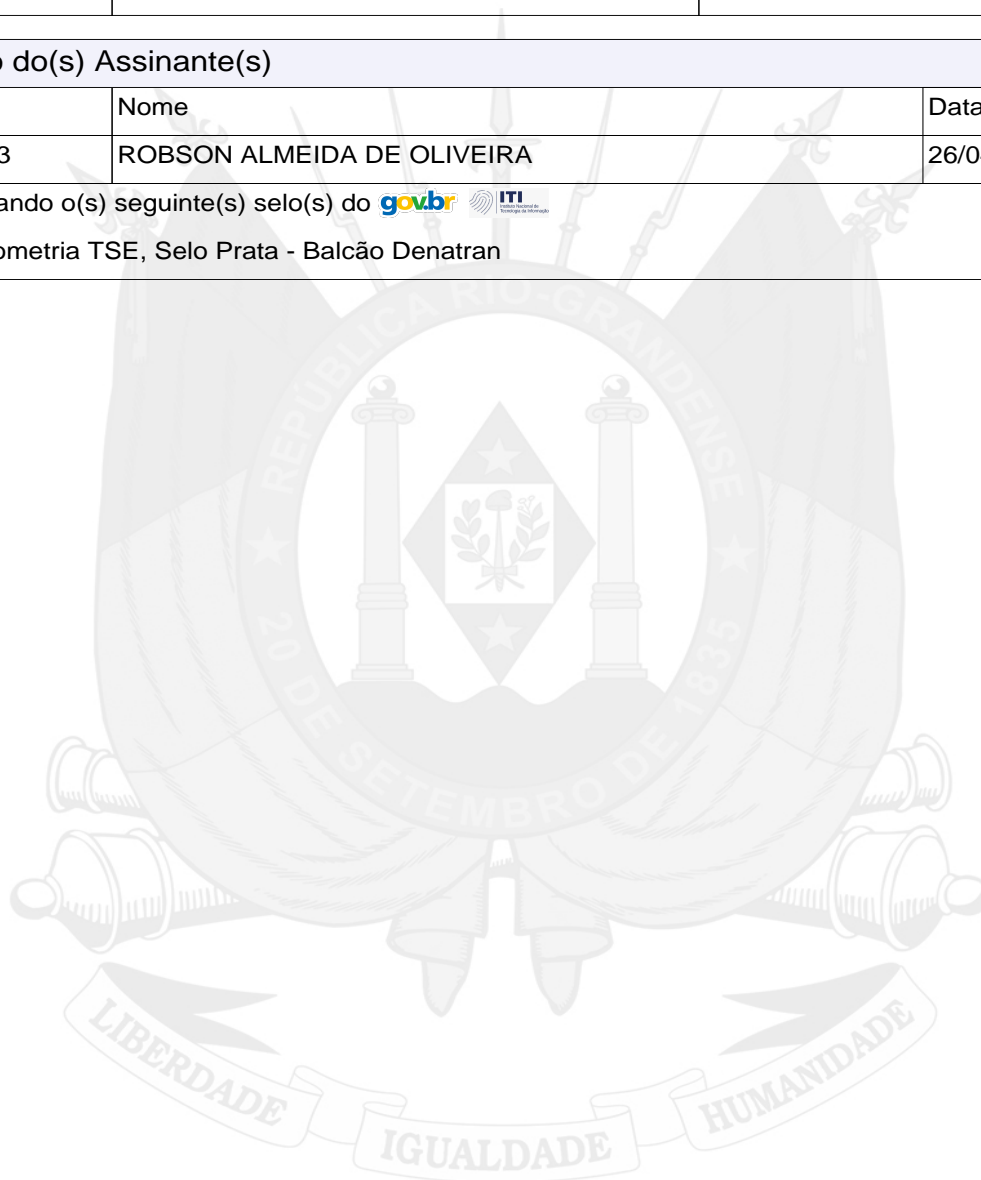 o do(s) Assinante(s)
Nome Data
3 ROBSON ALMEIDA DE OLIVEIRA 26/0
ando o(s) seguinte(s) selo(s) do gov.br ITI
ometria TSE, Selo Prata - Balcão Denatran
REPÚBLICA RIO-GRANDENSE
20 DE SETEMBRO DE 1835
LIBERDADE IGUALDADE HUMANIDADE